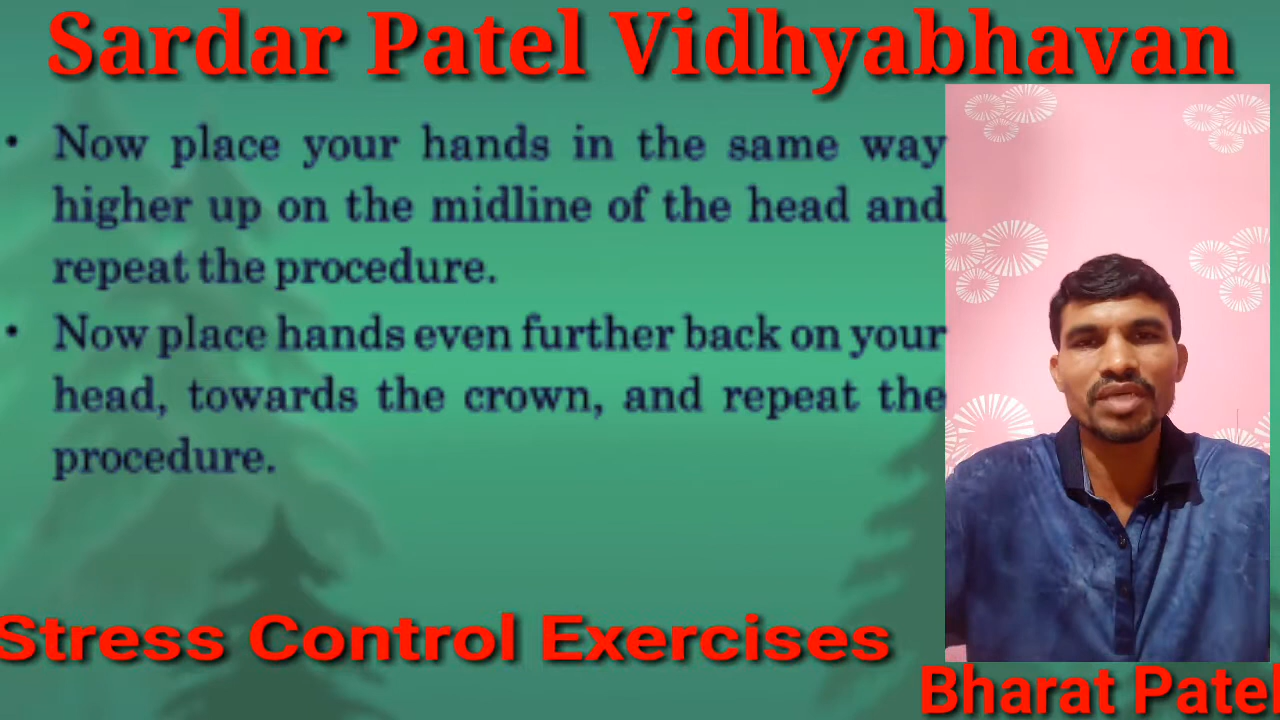 Sardar Patel Vidhyabhavan
• Now place your hands in the same way
higher up on the midline of the head and
repeat the procedure.
• Now place hands even further back on your
head, towards the crown, and repeat the
procedure.
Stress Control Exercises
Bharat Patel